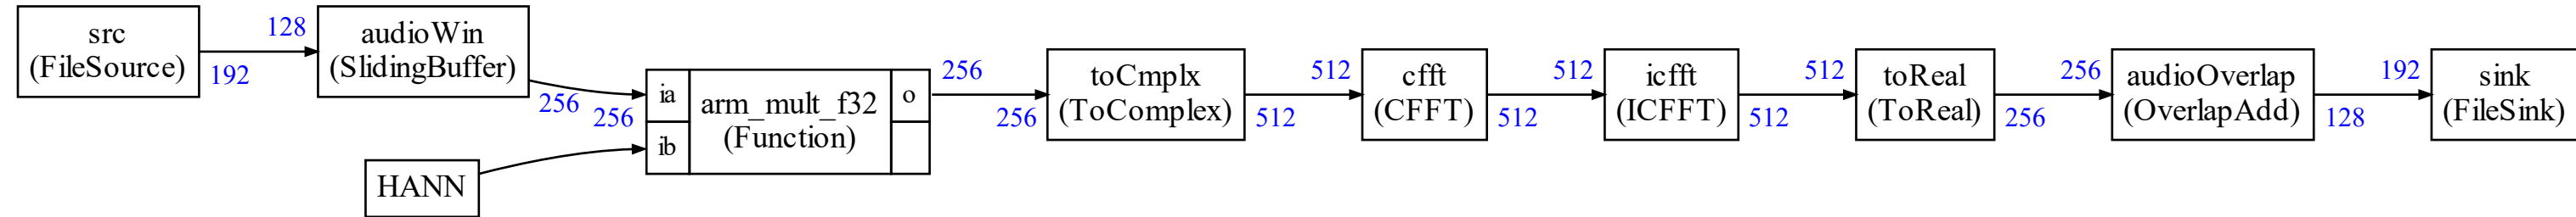 src
(FileSource)
192
128
audioWin
(SlidingBuffer)
256
256
HANN
ia
ib
arm_mult_f32
(Function)
o
256
256
toCmplx
(ToComplex)
512
512
cfft
(CFFT)
512
512
icfft
(ICFFT)
512
512
toReal
(ToReal)
256
256
audioOverlap
(OverlapAdd)
128
192
sink
(FileSink)